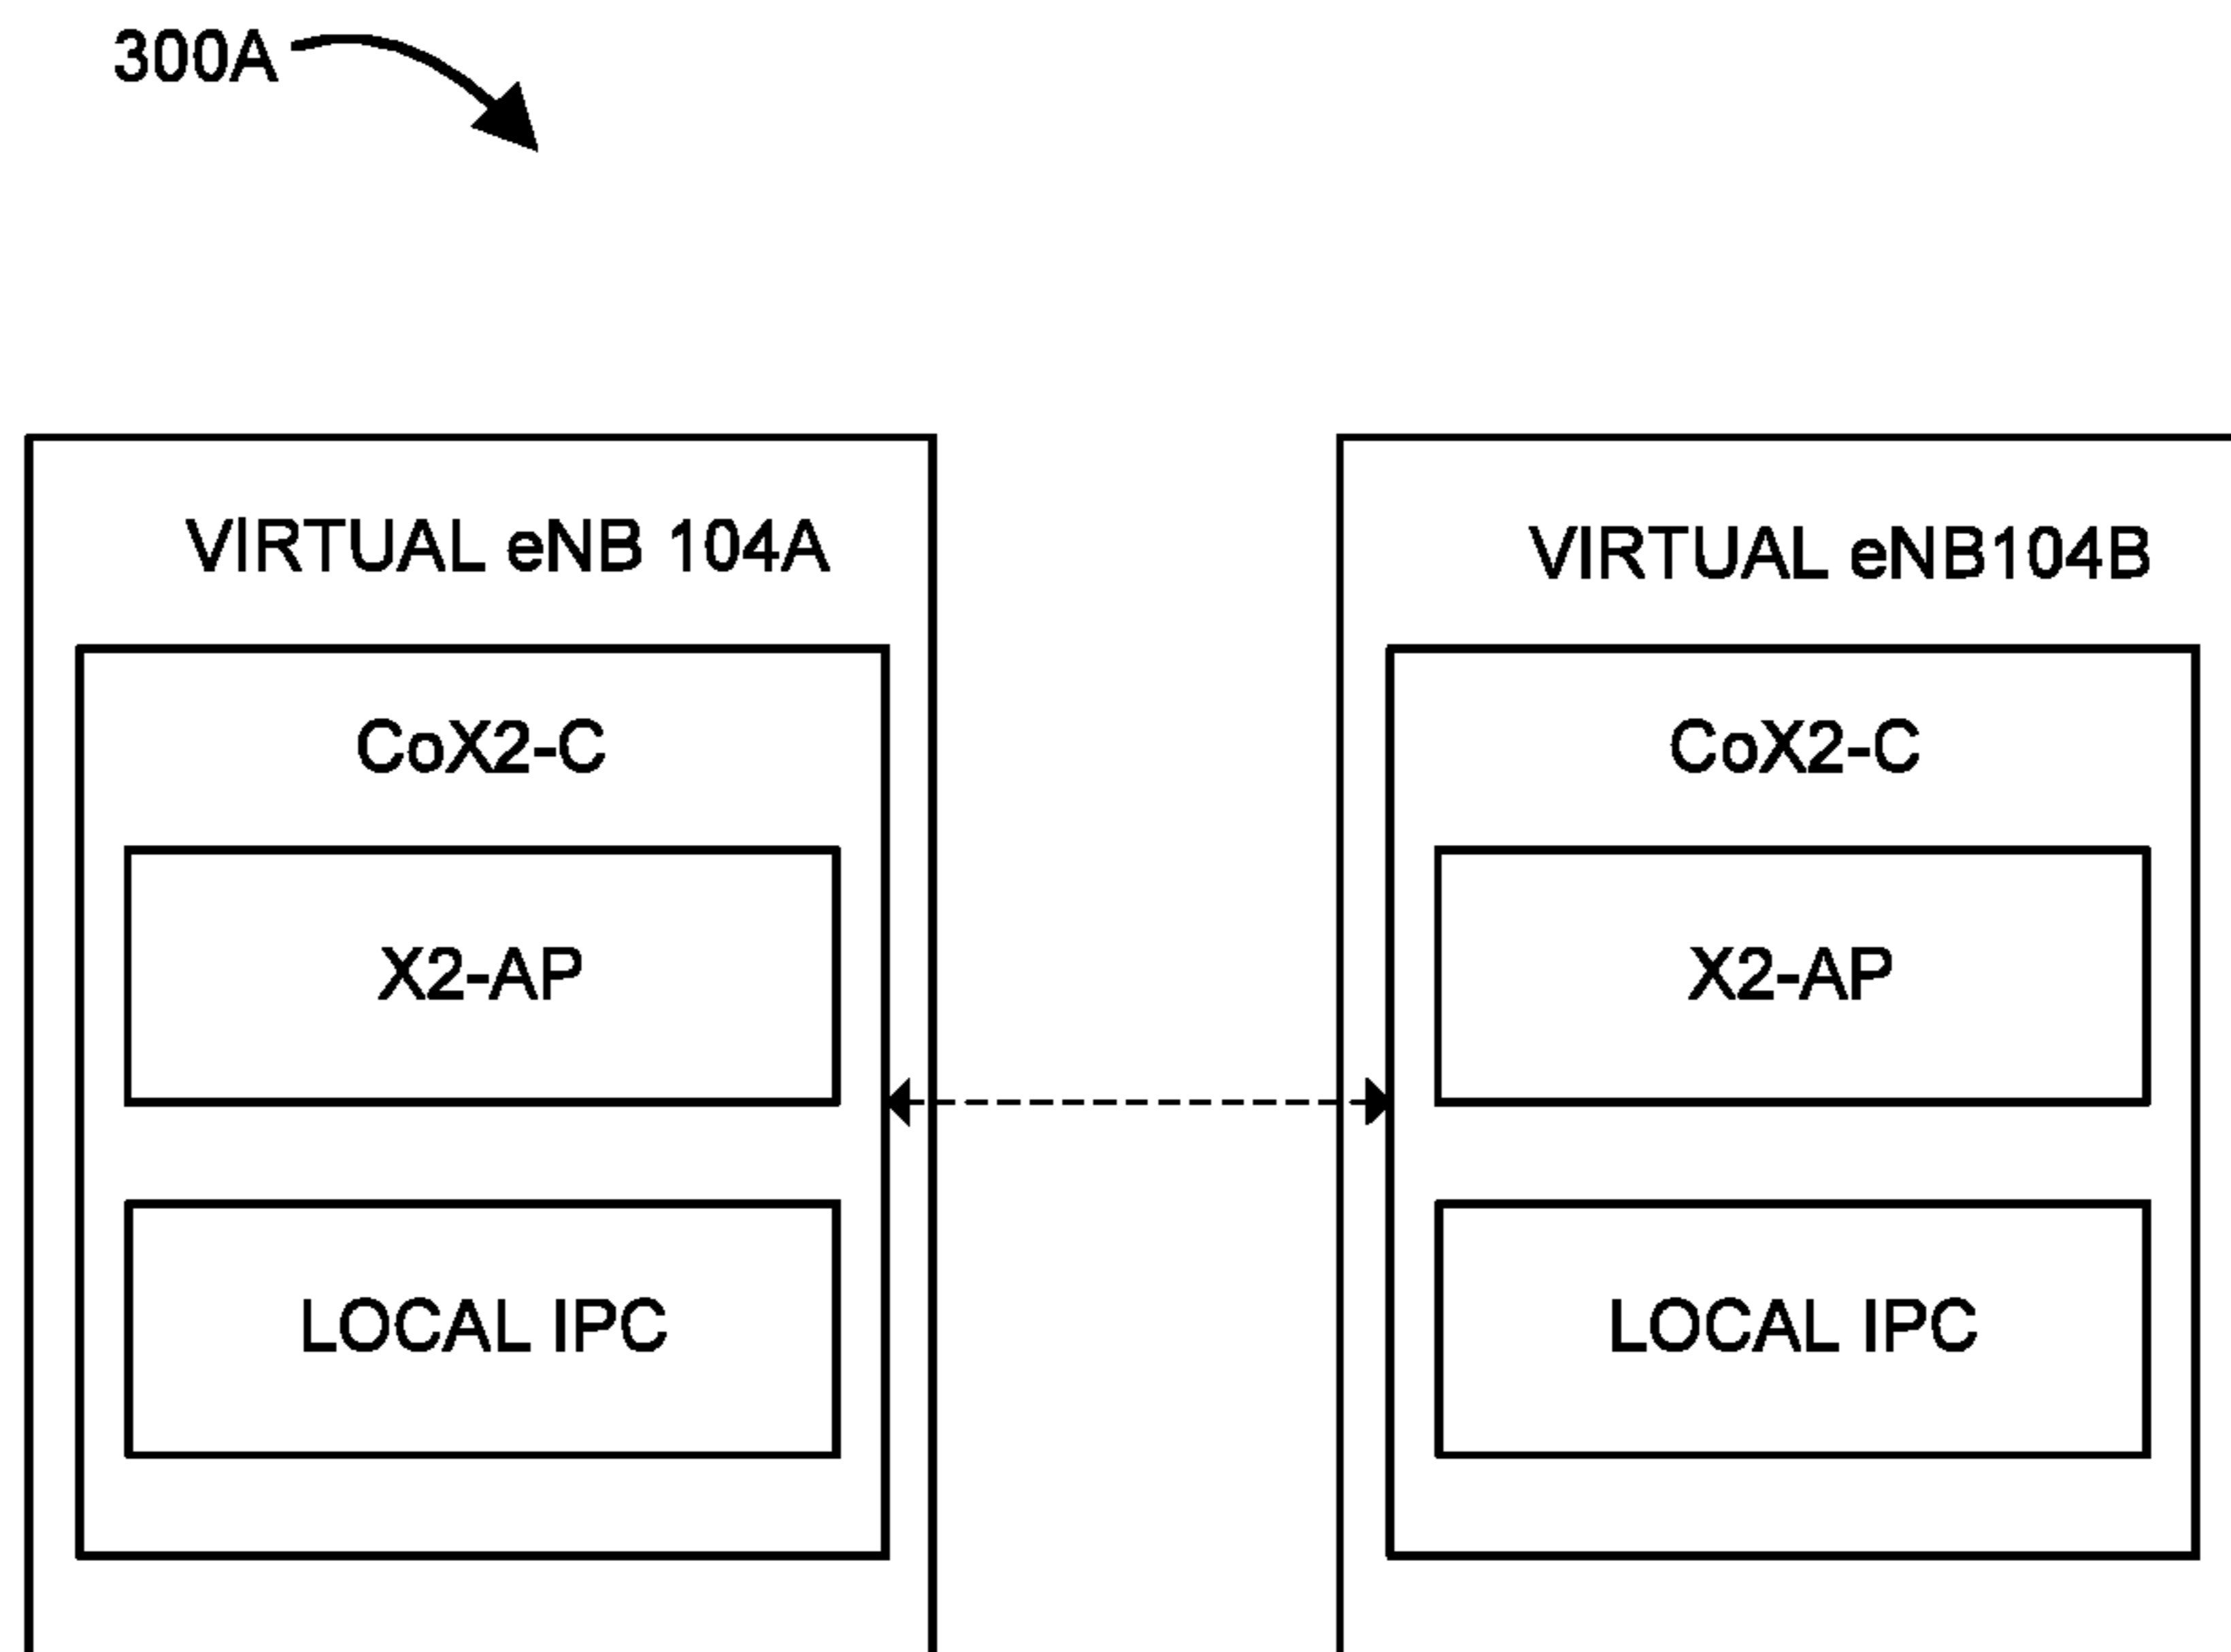 300A
VIRTUAL eNB 104A
CoX2-C
X2-AP
LOCAL IPC
VIRTUAL eNB104B
CoX2-C
X2-AP
LOCAL IPC